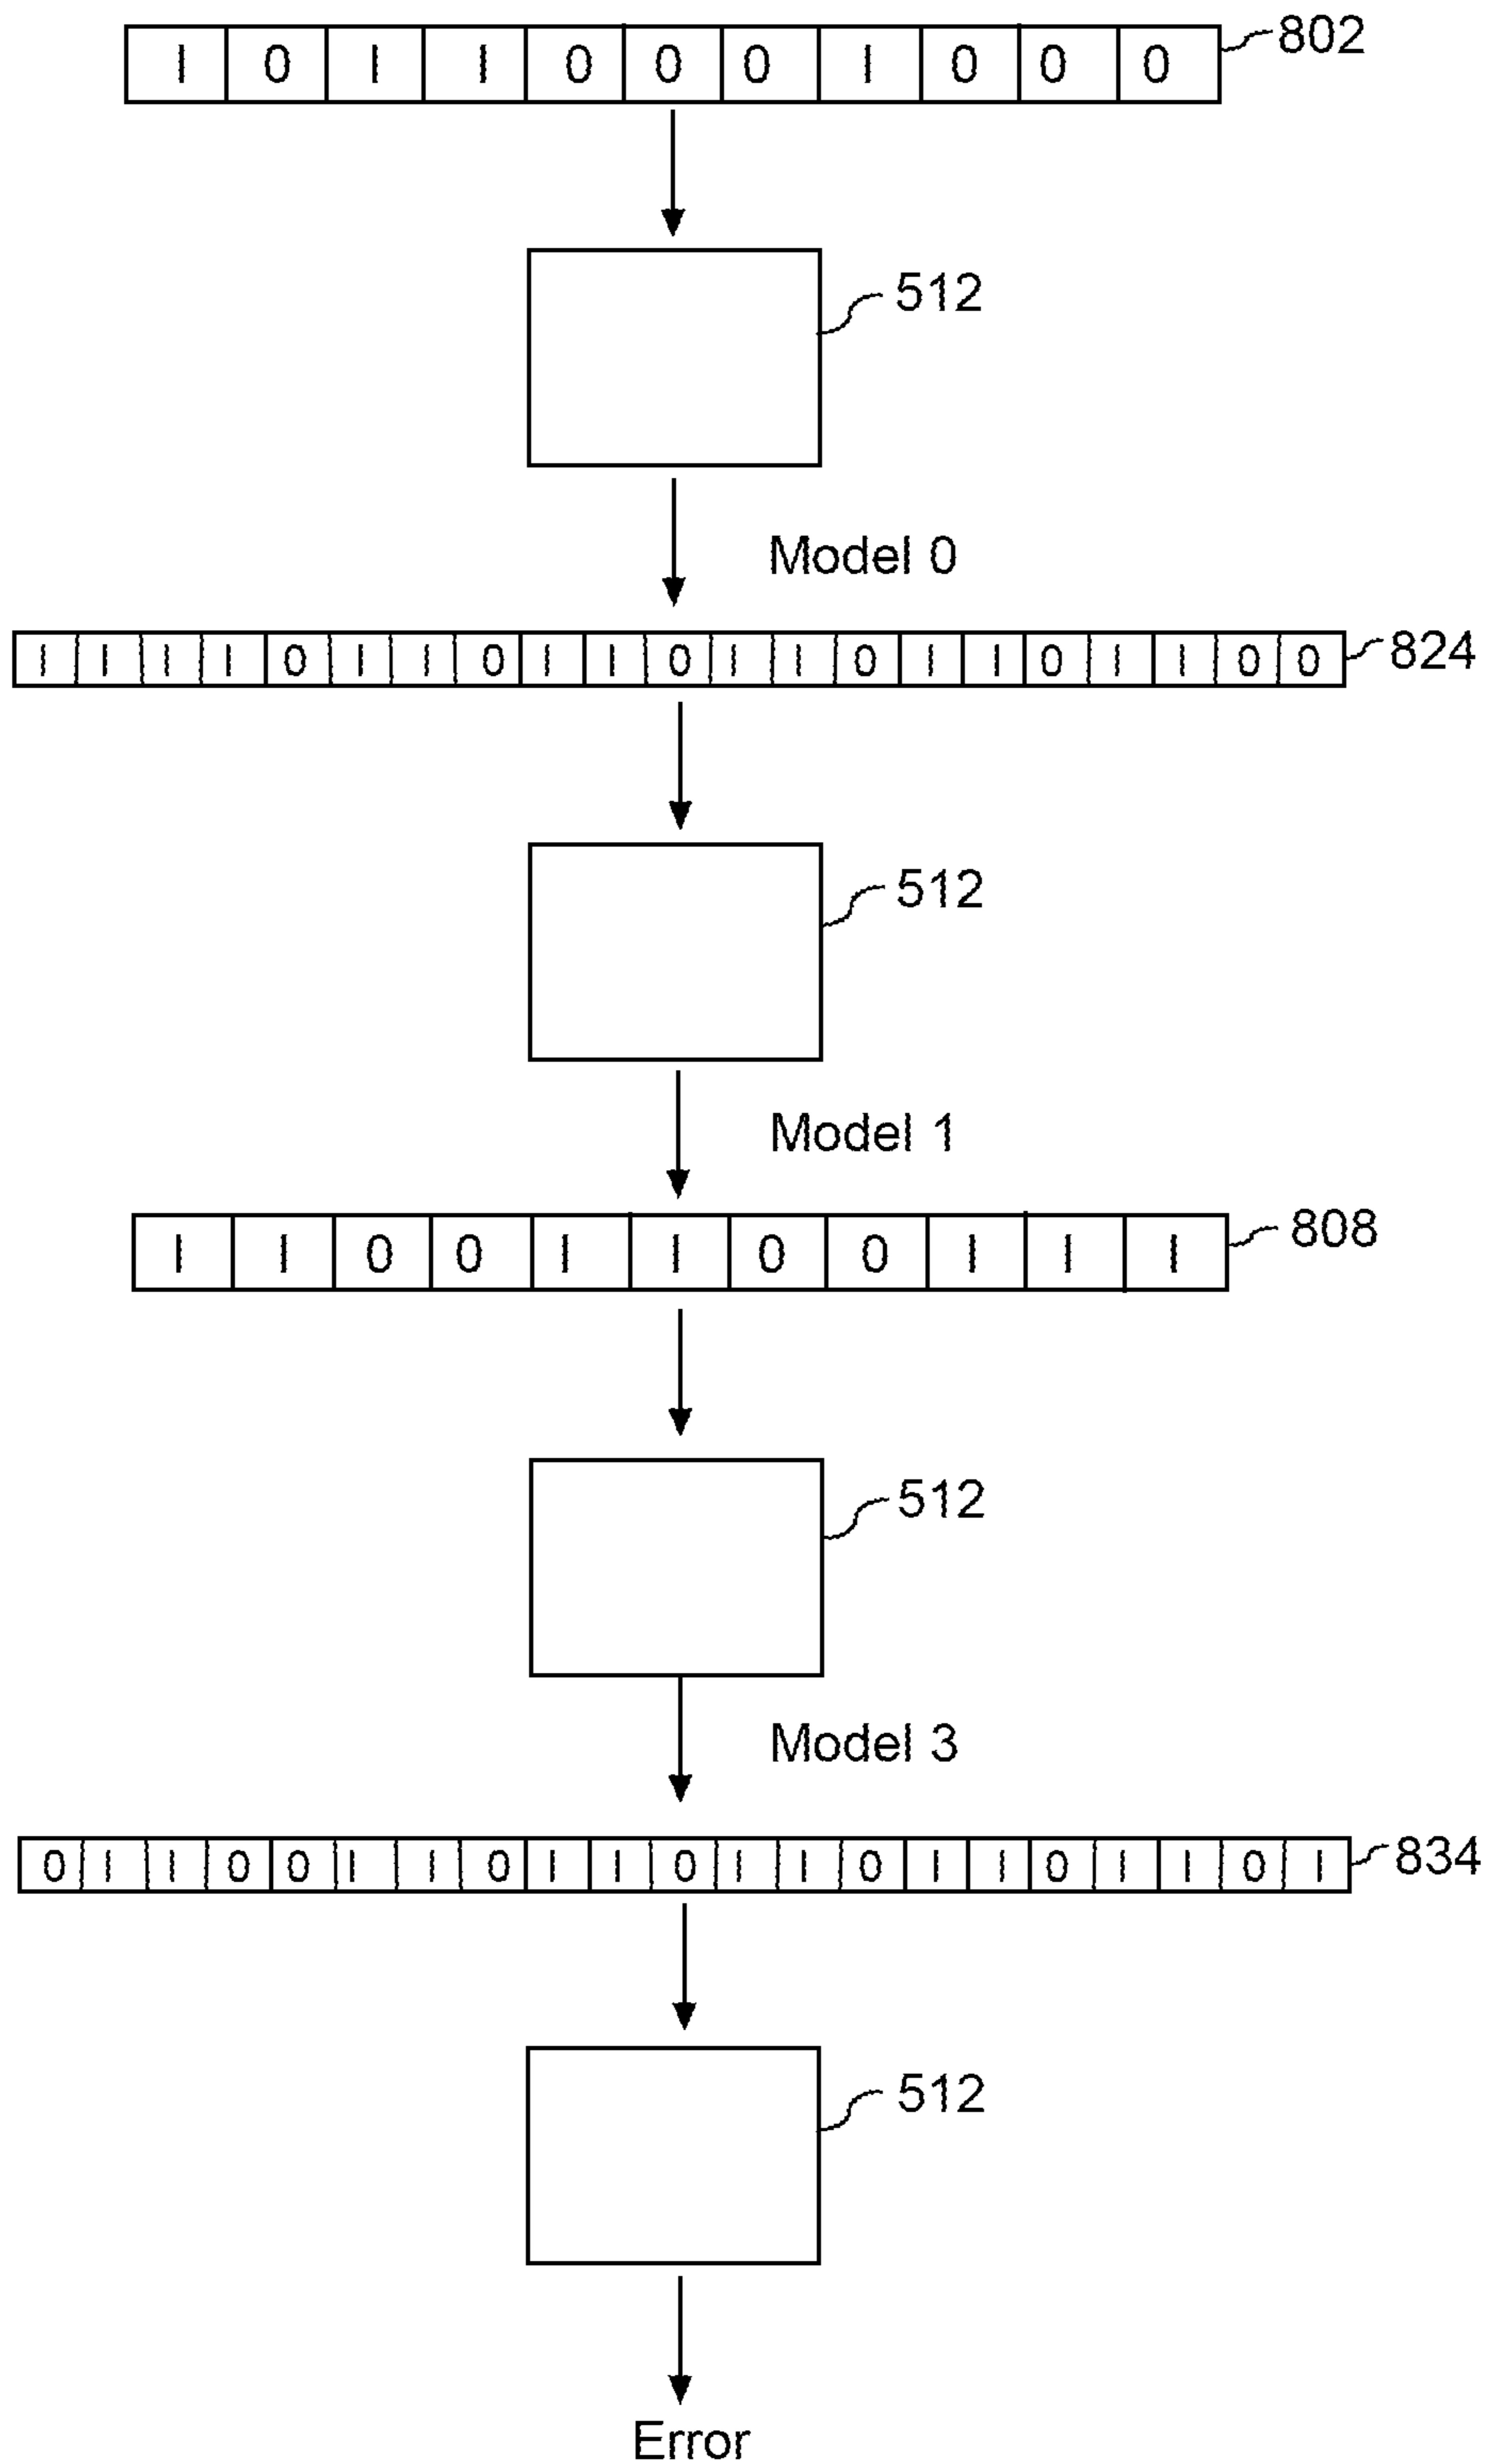 1 0 1 1 0 0 0 1 0 0 0 802
512
Model 0
1 1 1 1 0 1 1 0 1 1 0 1 1 0 1 1 0 1 1 0 0 824
512
Model 1
1 1 0 0 1 1 0 0 1 1 1 808
512
Model 3
0 1 1 0 0 1 1 0 1 1 0 1 1 0 1 1 0 1 1 0 1 834
512
Error